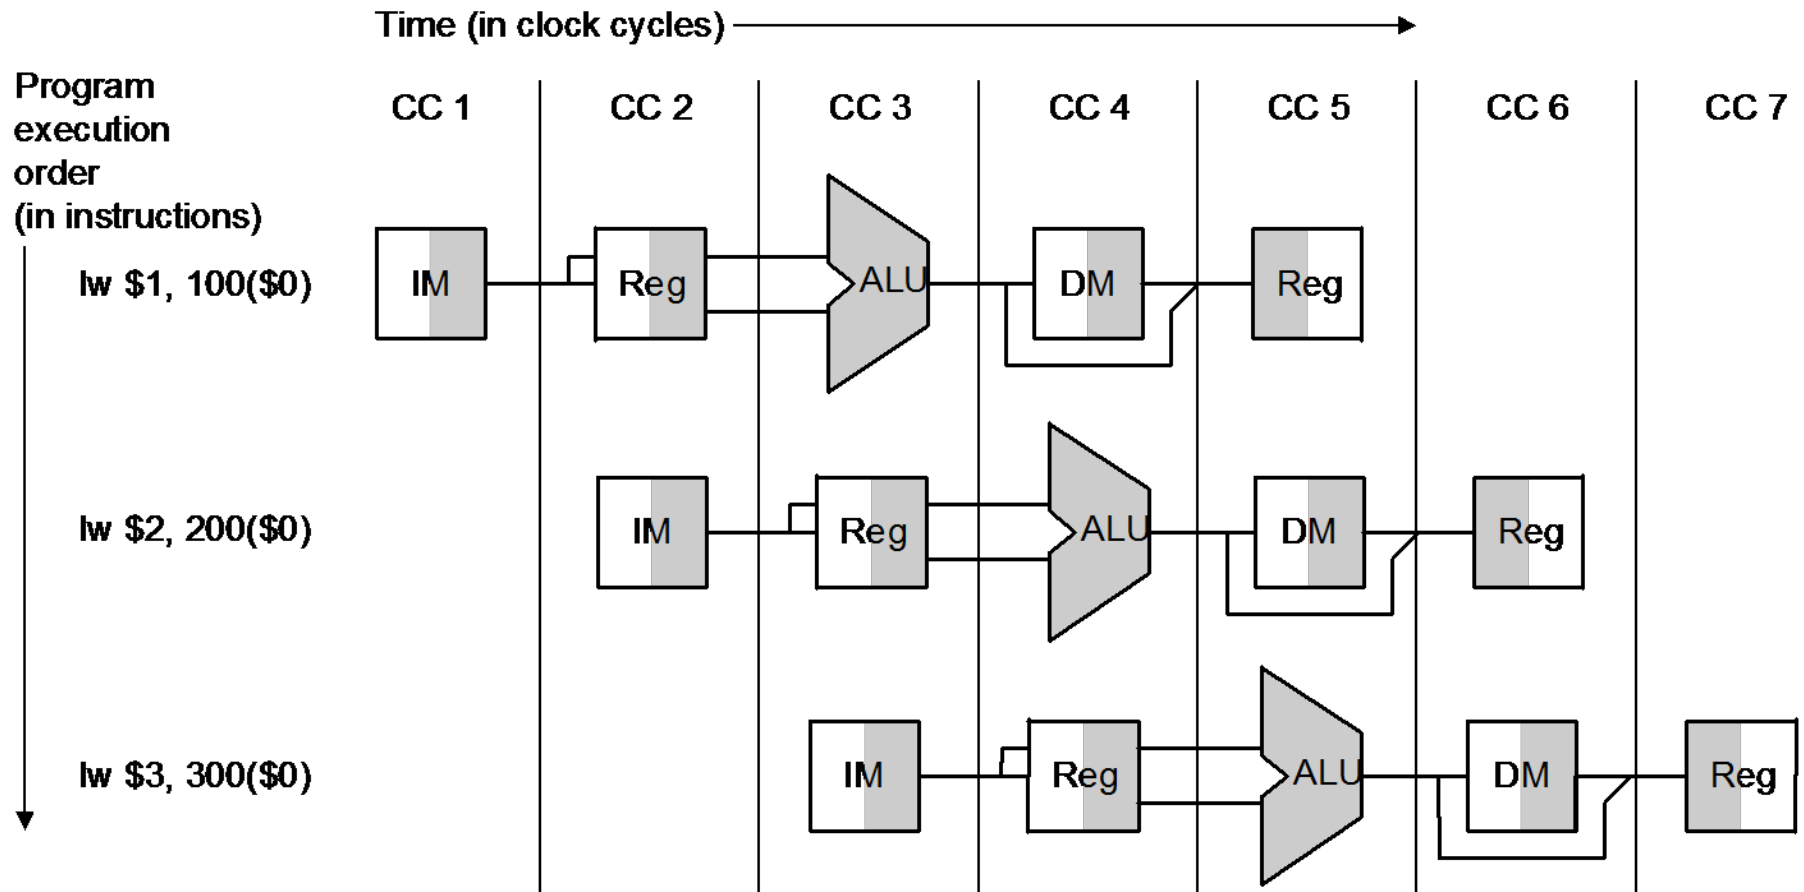 Time (in clock cycles)
Program
execution
order
(in instructions)
CC 1 CC 2 CC 3 CC 4 CC 5 CC 6 CC 7
lw $1, 100($0) IM Reg ALU DM Reg
lw $2, 200($0) IM Reg ALU DM Reg
lw $3, 300($0) IM Reg ALU DM Reg